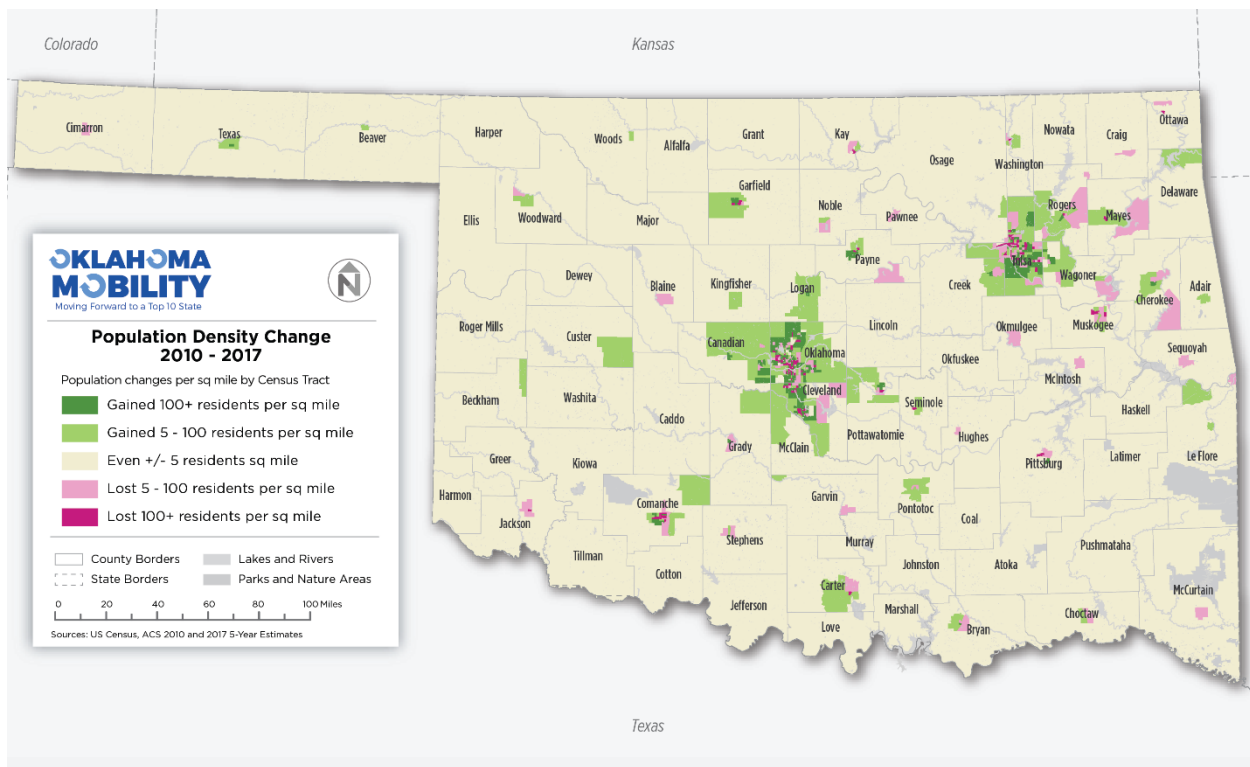 Colorado
Kansas
Cimarron
Texas
Beaver
Harper
Woods
Alfalfa
Grant
Kay
Osage
Washington
Nowata
Craig
Ottawa
Ellis
Woodward
Major
Garfield
Noble
Pawnee
Rogers
Mayes
Delaware
Dewey
Blaine
Kingfisher
Logan
Payne
Creek
Tulsa
Wagoner
Cherokee
Adair
Roger Mills
Custer
Canadian
Oklahoma
Lincoln
Okmulgee
Muskogee
Okfuskee
McIntosh
Sequoyah
Beckham
Washita
Caddo
Cleveland
Seminole
Pottawatomie
Haskell
Grady
McClain
Hughes
Pittsburg
Latimer
Le Flore
Greer
Kiowa
Harmon
Jackson
Comanche
Garvin
Pontotoc
Coal
Tillman
Stephens
Murray
Johnston
Atoka
Pushmataha
Cotton
Carter
McCurtain
Jefferson
Love
Marshall
Bryan
Choctaw
Texas
OKLAHOMA
MOBILITY
Moving Forward to a Top 10 State
N
Population Density Change
2010 - 2017
Population changes per sq mile by Census Tract
Gained 100+ residents per sq mile
Gained 5 - 100 residents per sq mile
Even +/- 5 residents sq mile
Lost 5 - 100 residents per sq mile
Lost 100+ residents per sq mile
County Borders
Lakes and Rivers
State Borders
Parks and Nature Areas
0 20 40 60 80 100 Miles
Sources: US Census, ACS 2010 and 2017 5-Year Estimates